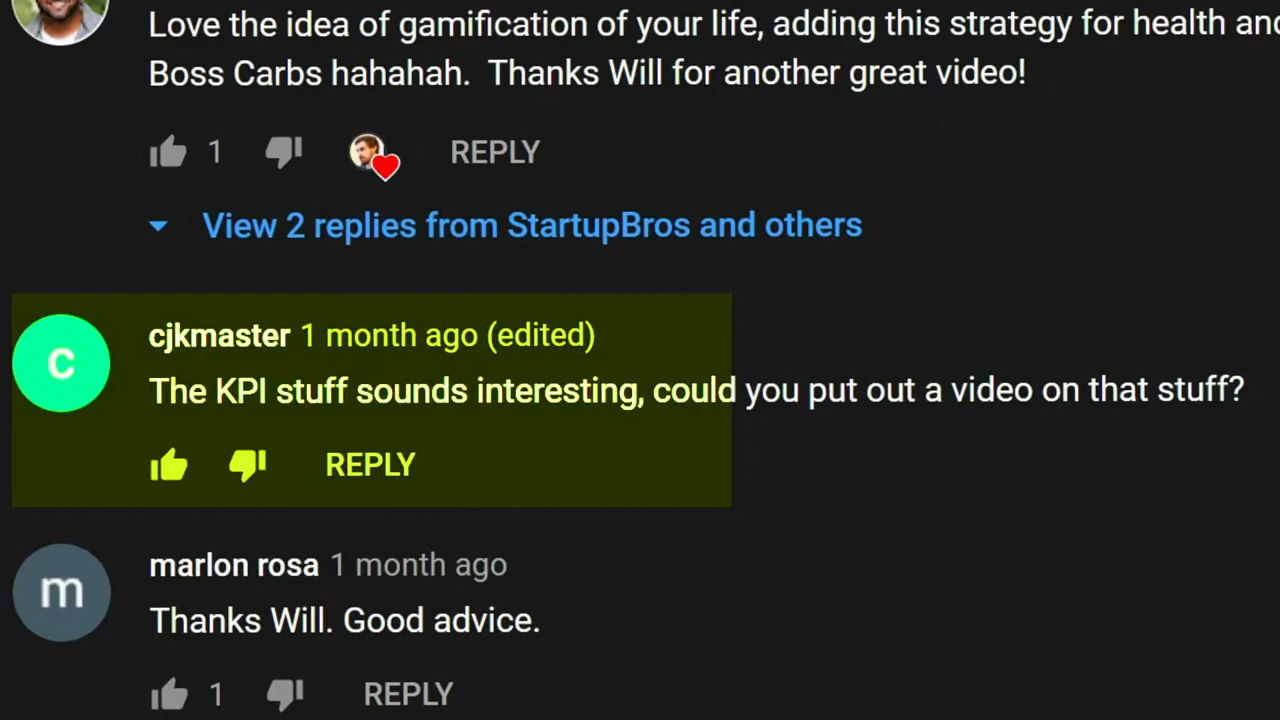 Love the idea of gamification of your life, adding this strategy for health and
Boss Carbs hahahah. Thanks Will for another great video!
1 REPLY
View 2 replies from StartupBros and others
C
cjkmaster 1 month ago (edited)
The KPI stuff sounds interesting, could you put out a video on that stuff?
REPLY
m
marlon rosa 1 month ago
Thanks Will. Good advice.
1 REPLY